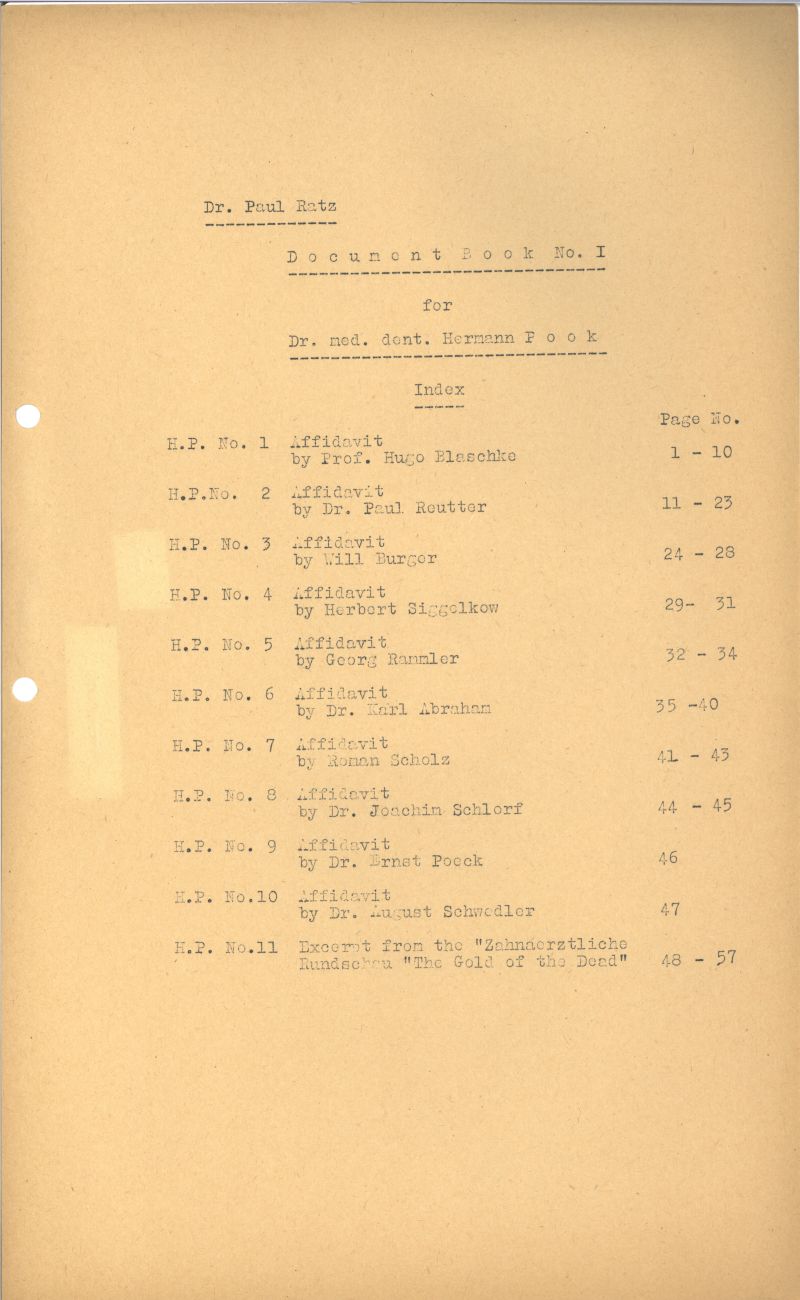 Dr. Paul Ratz
D o c u m e n t B o o k No. I
for
Dr. med. dent. Hermann P o o k
Index
Page No.
H.P. No. 1 Affidavit
by Prof. Hugo Blaschke 1 - 10
H.P.No. 2 Affidavit
by Dr. Paul Reutter 11 - 23
H.P. No. 3 Affidavit
by Will Burger 24 - 28
H.P. No. 4 Affidavit
by Herbert Siggelkow 29- 31
H.P. No. 5 Affidavit
by Georg Rammler 32 - 34
H.P. No. 6 Affidavit
by Dr. Karl Abraham 35 -40
H.P. No. 7 Affidavit
by Roman Scholz 41 - 43
H.P. No. 8 Affidavit
by Dr. Joachim Schlorf 44 - 45
H.P. No. 9 Affidavit
by Dr. Ernst Poeck 46
H.P. No.10 Affidavit
by Dr. August Schwedler 47
H.P. No.11 Excerpt from the "Zahnaerztliche
Rundschau "The Gold of the Dead" 48 - 57